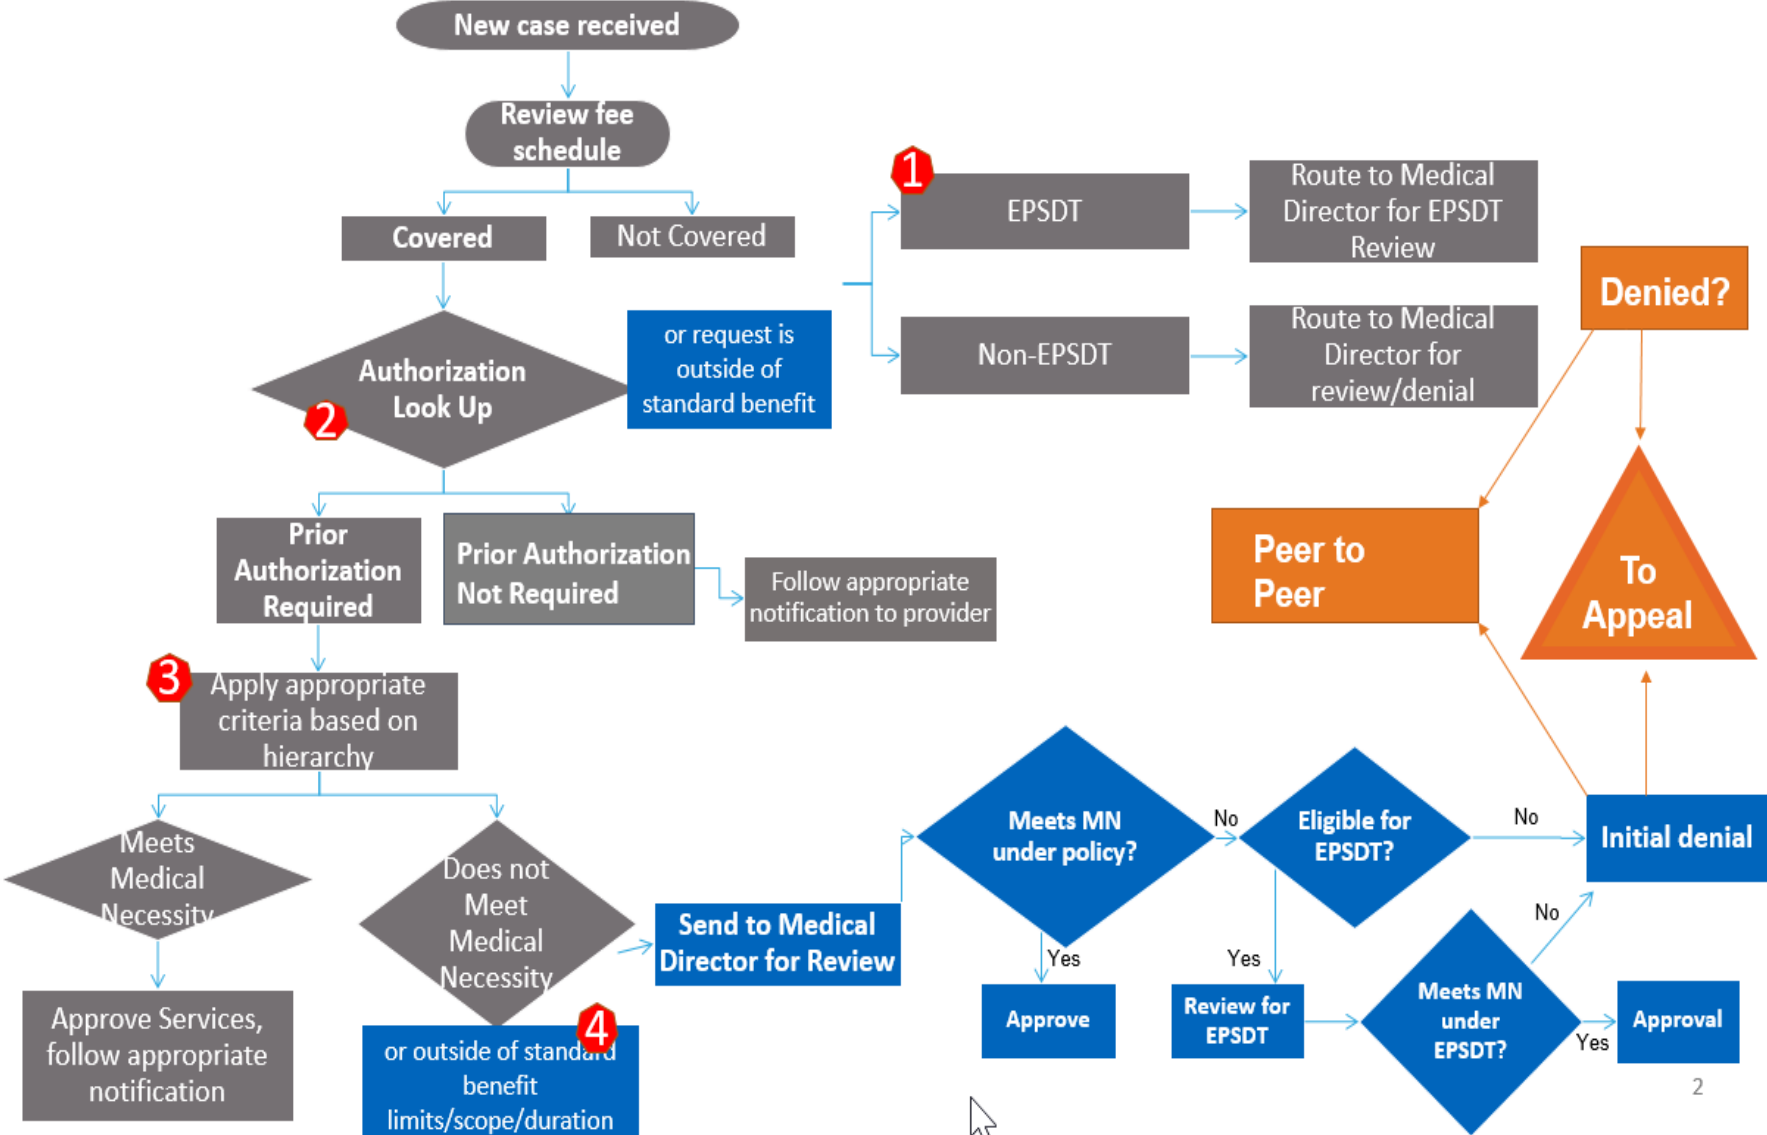 New case received
Review fee
schedule
Covered
Not Covered
1
EPSDT
Route to Medical
Director for EPSDT
Review
Non-EPSDT
Route to Medical
Director for
review/denial
or request is
outside of
standard benefit
Authorization
Look Up
2
Prior
Authorization
Required
Prior Authorization
Not Required
Follow appropriate
notification to provider
3
Apply appropriate
criteria based on
hierarchy
Meets
Medical
Necessity
Approve Services,
follow appropriate
notification
Does not
Meet
Medical
Necessity
4
or outside of standard
benefit
limits/scope/duration
Send to Medical
Director for Review
Meets MN
under policy?
Yes
Approve
No
Eligible for
EPSDT?
Yes
Review for
EPSDT
No
Meets MN
under
EPSDT?
No
Yes
Approval
Initial denial
Denied?
Peer to
Peer
To
Appeal
2